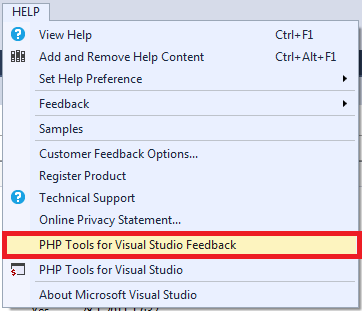 HELP
View Help Ctrl+F1
Add and Remove Help Content Ctrl+Alt+F1
Set Help Preference
Feedback
Samples
Customer Feedback Options...
Register Product
Technical Support
Online Privacy Statement...
PHP Tools for Visual Studio Feedback
PHP Tools for Visual Studio
About Microsoft Visual Studio